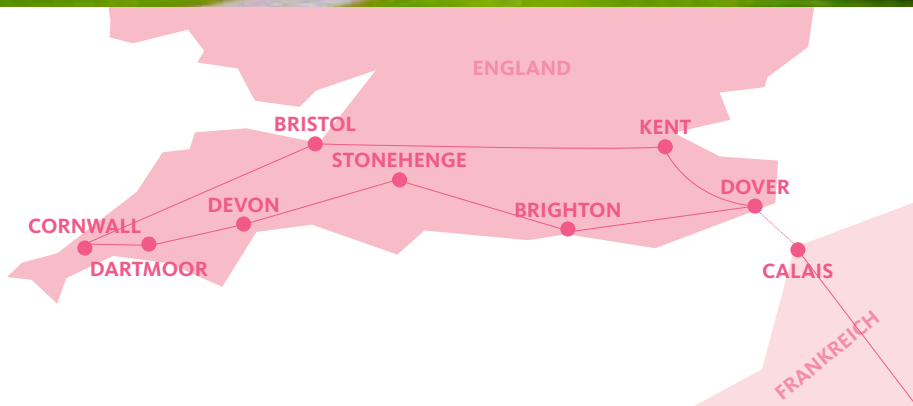 ENGLAND
BRISTOL
KENT
STONEHENGE
DOVER
DEVON
BRIGHTON
CORNWALL
DARTMOOR
CALAIS
FRANKREICH